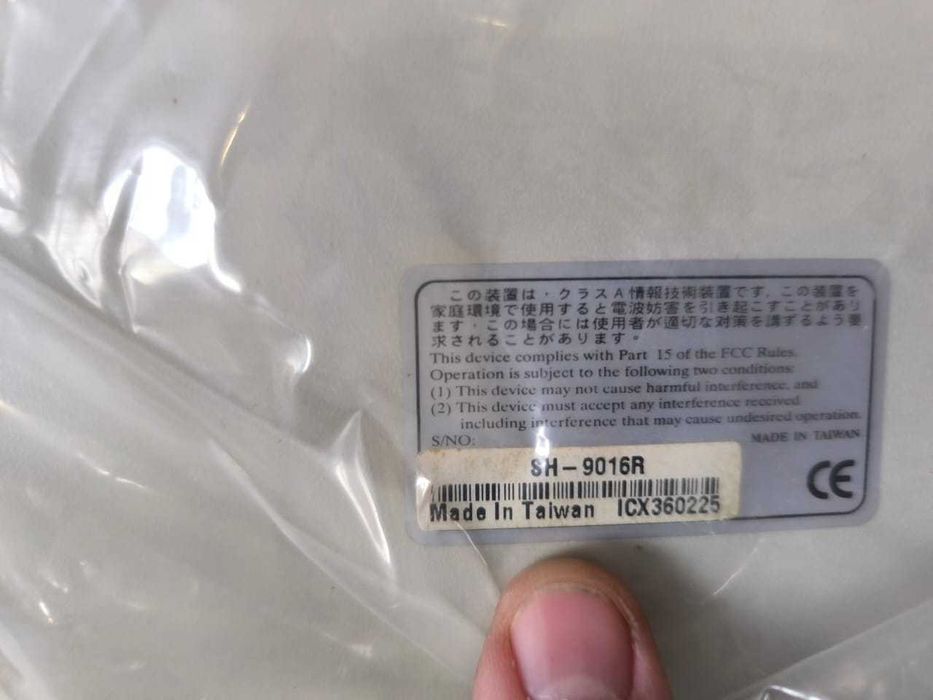 この装置は・クラスA情報技術装置です。この装置を
家庭環境で使用すると電波妨害を引き起こすことがあり
ます・この場合には使用者が適切な対策を講ずるよう要
求されることがあります。
This device complies with Part 15 of the FCC Rules.
Operation is subject to the following two conditions:
(1) This device may not cause harmful interference, and
(2) This device must accept any interference received
including interference that may cause undesired operation.
S/NO:
MADE IN TAIWAN
SH-9016R
Made In Taiwan ICX360225
CE